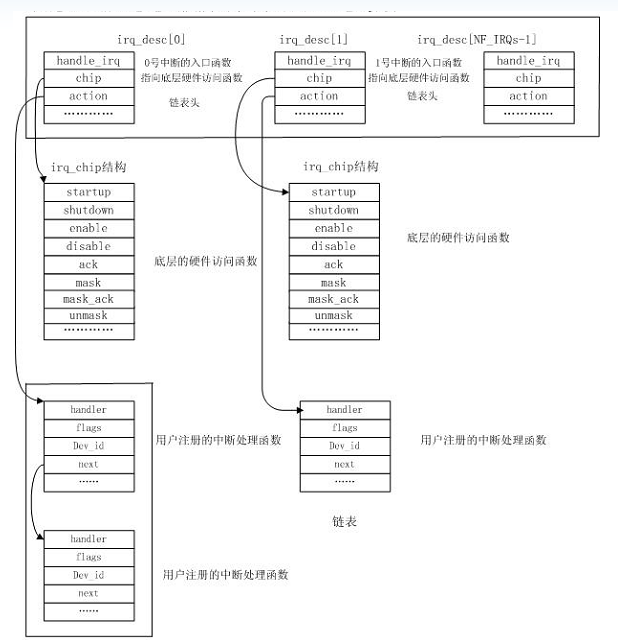 irq_desc[0]
irq_desc[1]
irq_desc[NF_IRQs-1]
handle_irq
chip
action
…………
0号中断的入口函数
指向底层硬件访问函数
链表头
handle_irq
chip
action
…………
1号中断的入口函数
指向底层硬件访问函数
链表头
handle_irq
chip
action
…………
irq_chip结构
startup
shutdown
enable
disable
ack
mask
mask_ack
unmask
…………
底层的硬件访问函数
irq_chip结构
startup
shutdown
enable
disable
ack
mask
mask_ack
unmask
…………
底层的硬件访问函数
handler
flags
Dev_id
next
……
用户注册的中断处理函数
handler
flags
Dev_id
next
……
用户注册的中断处理函数
链表
handler
flags
Dev_id
next
……
用户注册的中断处理函数